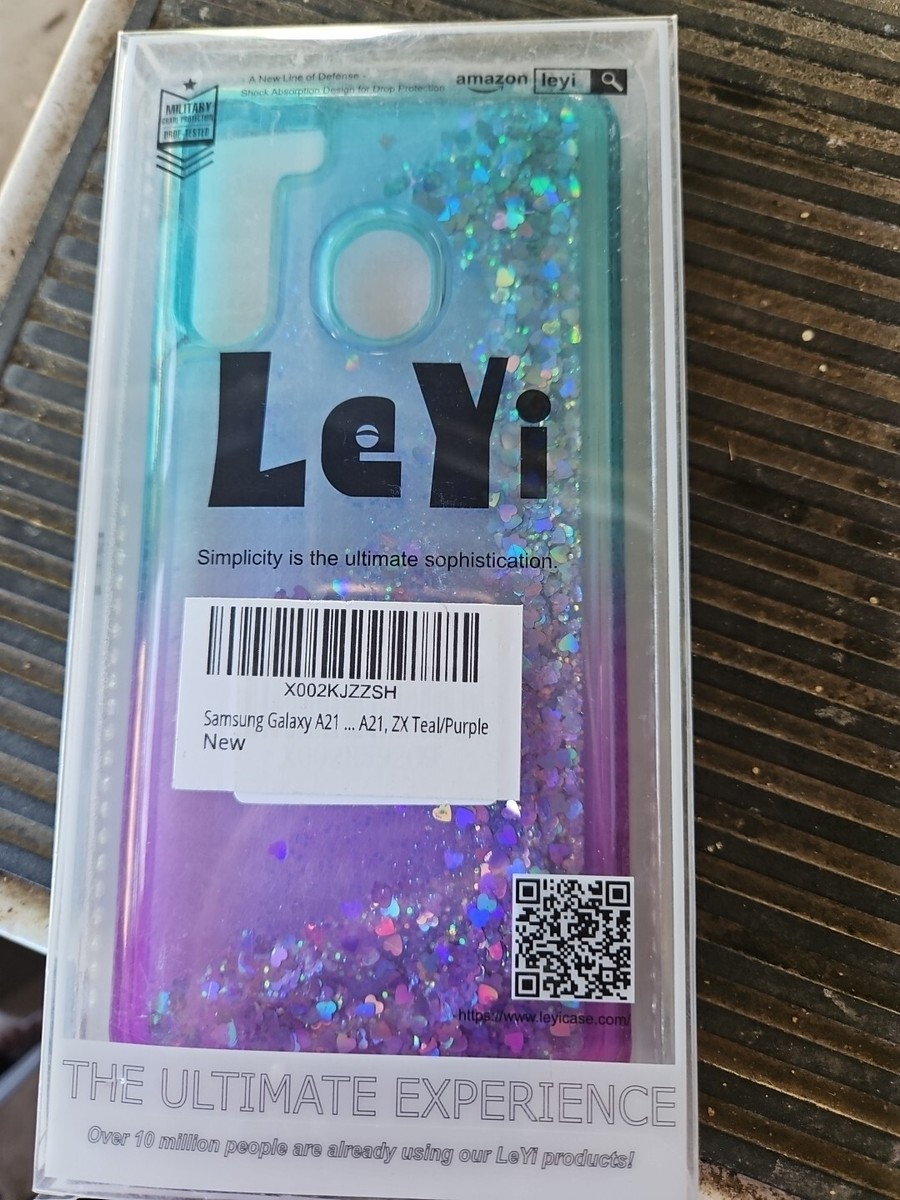 - A New Line of Defense -
Shock Absorption Design for Drop Protection
amazon leyi
MILITARY
GRADE PROTECTION
DROP-TESTED
LeYi
Simplicity is the ultimate sophistication.
X002KJZZSH
Samsung Galaxy A21 ... A21, ZX Teal/Purple
New
https://www.leyicase.com/
THE ULTIMATE EXPERIENCE
Over 10 million people are already using our LeYi products!